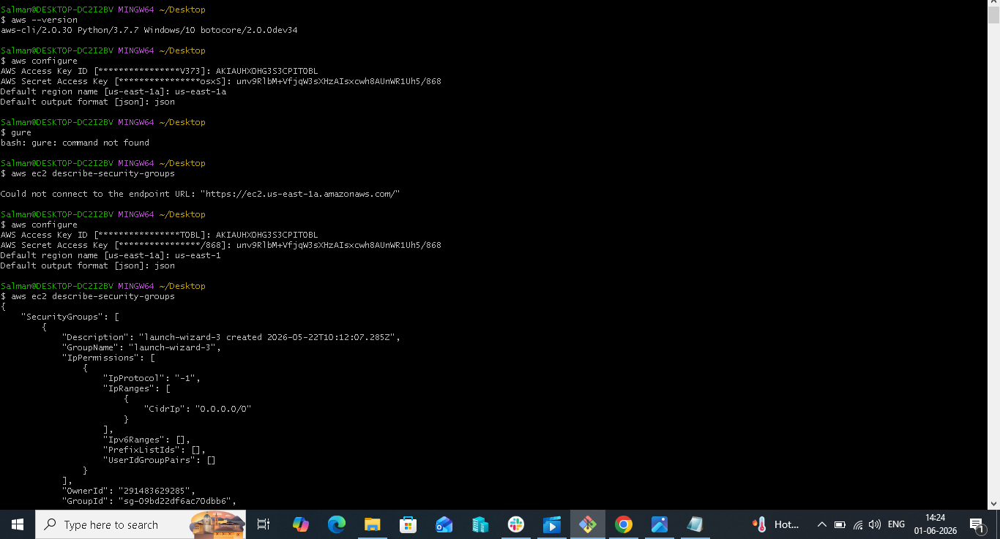 Salman@DESKTOP-DC2I2BV MINGW64 ~/Desktop
$ aws --version
aws-cli/2.0.30 Python/3.7.7 Windows/10 botocore/2.0.0dev34
Salman@DESKTOP-DC2I2BV MINGW64 ~/Desktop
$ aws configure
AWS Access Key ID [****************V373]: AKIAUHXOHG3S3CPITOBL
AWS Secret Access Key [****************osxS]: 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
Default region name [us-east-1a]: us-east-1a
Default output format [json]: json
Salman@DESKTOP-DC2I2BV MINGW64 ~/Desktop
$ gure
bash: gure: command not found
Salman@DESKTOP-DC2I2BV MINGW64 ~/Desktop
$ aws ec2 describe-security-groups
Could not connect to the endpoint URL: "https://ec2.us-east-1a.amazonaws.com/"
Salman@DESKTOP-DC2I2BV MINGW64 ~/Desktop
$ aws configure
AWS Access Key ID [****************TOBL]: AKIAUHXOHG3S3CPITOBL
AWS Secret Access Key [****************/868]: 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
Default region name [us-east-1a]: us-east-1
Default output format [json]: json
Salman@DESKTOP-DC2I2BV MINGW64 ~/Desktop
$ aws ec2 describe-security-groups
{
"SecurityGroups": [
{
"Description": "launch-wizard-3 created 2026-05-22T10:12:07.285Z",
"GroupName": "launch-wizard-3",
"IpPermissions": [
{
"IpProtocol": "-1",
"IpRanges": [
{
"CidrIp": "0.0.0.0/0"
}
],
"Ipv6Ranges": [],
"PrefixListIds": [],
"UserIdGroupPairs": []
}
],
"OwnerId": "291483629285",
"GroupId": "sg-09bd22df6ac70dbb6",
Type here to search
Hot...
ENG
14:24
01-06-2026
1